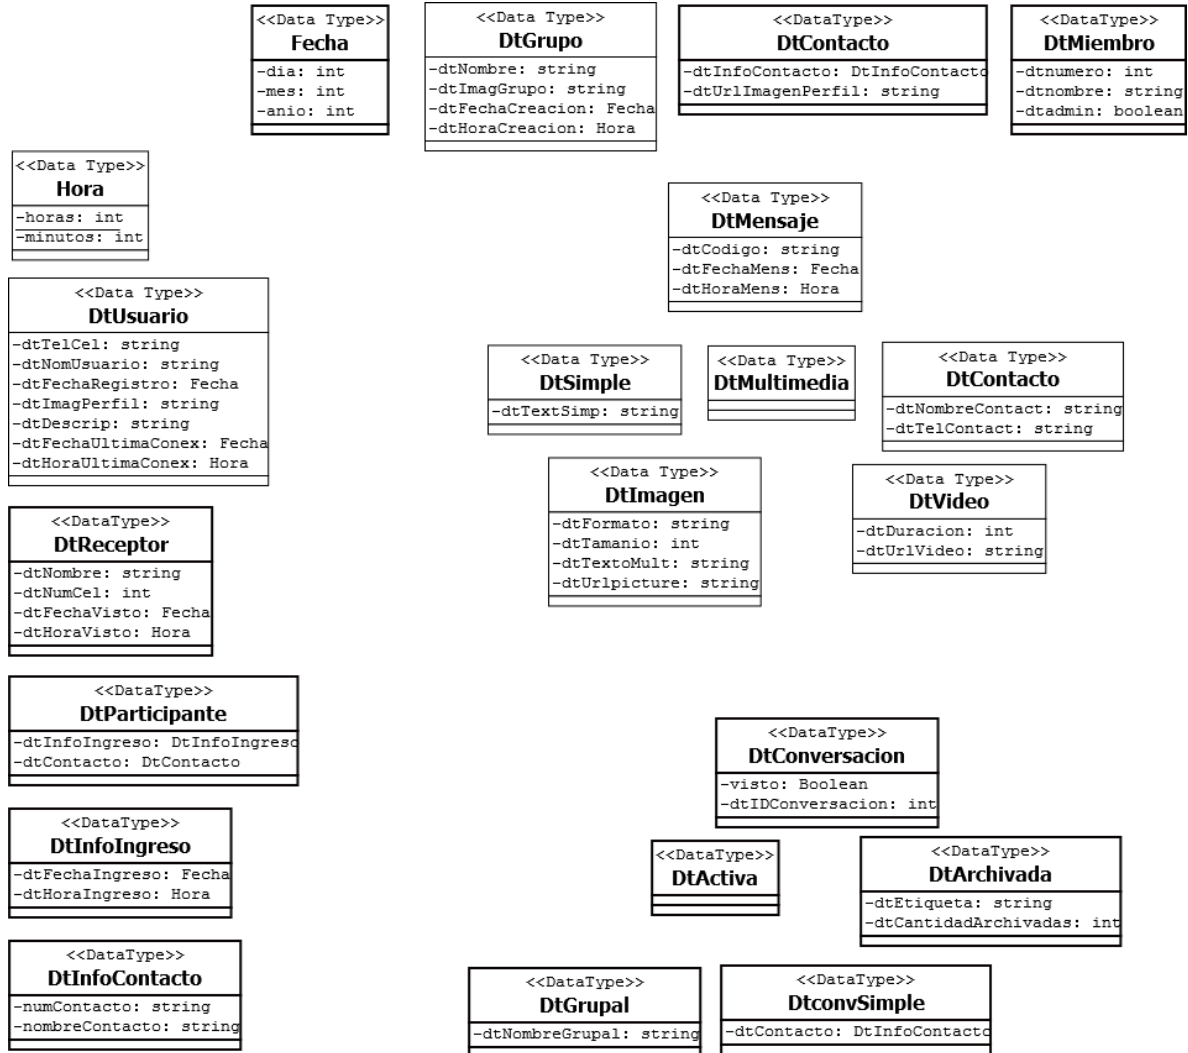 <<Data Type>>
Fecha
-dia: int
-mes: int
-anio: int
<<Data Type>>
DtGrupo
-dtNombre: string
-dtImagGrupo: string
-dtFechaCreacion: Fecha
-dtHoraCreacion: Hora
<<DataType>>
DtContacto
-dtInfoContacto: DtInfoContacto
-dtUrlImagenPerfil: string
<<DataType>>
DtMiembro
-dtnumero: int
-dtnombre: string
-dtadmin: boolean
<<Data Type>>
Hora
-horas: int
-minutos: int
<<Data Type>>
DtMensaje
-dtCodigo: string
-dtFechaMens: Fecha
-dtHoraMens: Hora
<<Data Type>>
DtUsuario
-dtTelCel: string
-dtNomUsuario: string
-dtFechaRegistro: Fecha
-dtImagPerfil: string
-dtDescrip: string
-dtFechaUltimaConex: Fecha
-dtHoraUltimaConex: Hora
<<Data Type>>
DtSimple
-dtTextSimp: string
<<Data Type>>
DtMultimedia
<<Data Type>>
DtContacto
-dtNombreContact: string
-dtTelContact: string
<<Data Type>>
DtImagen
-dtFormato: string
-dtTamanio: int
-dtTextoMult: string
-dtUrlpicture: string
<<Data Type>>
DtVideo
-dtDuracion: int
-dtUrlVideo: string
<<DataType>>
DtReceptor
-dtNombre: string
-dtNumCel: int
-dtFechaVisto: Fecha
-dtHoraVisto: Hora
<<DataType>>
DtParticipante
-dtInfoIngreso: DtInfoIngreso
-dtContacto: DtContacto
<<DataType>>
DtConversacion
-visto: Boolean
-dtIDConversacion: int
<<DataType>>
DtInfoIngreso
-dtFechaIngreso: Fecha
-dtHoraIngreso: Hora
<<DataType>>
DtActiva
<<DataType>>
DtArchivada
-dtEtiqueta: string
-dtCantidadArchivadas: int
<<DataType>>
DtInfoContacto
-numContacto: string
-nombreContacto: string
<<DataType>>
DtGrupal
-dtNombreGrupal: string
<<DataType>>
DtconvSimple
-dtContacto: DtInfoContacto